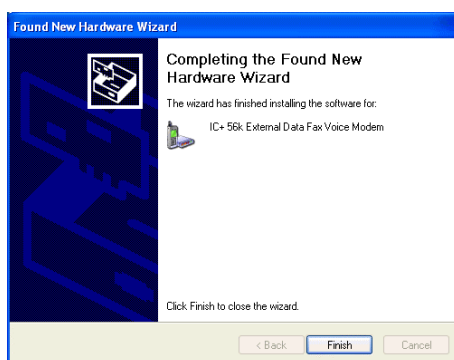 Found New Hardware Wizard
Completing the Found New
Hardware Wizard
The wizard has finished installing the software for:
IC+ 56k External Data Fax Voice Modem
Click Finish to close the wizard.
< Back
Finish
Cancel